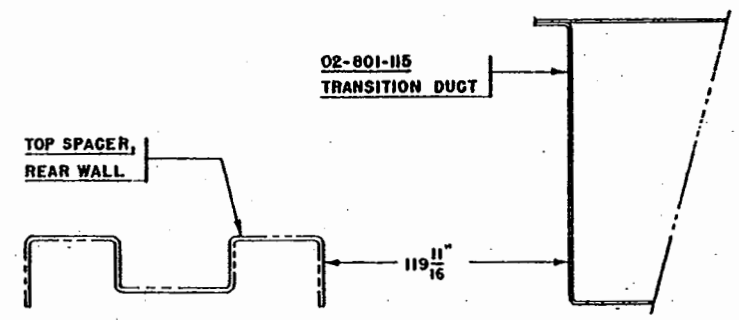 02-801-115
TRANSITION DUCT
TOP SPACER,
REAR WALL
119 11/16"